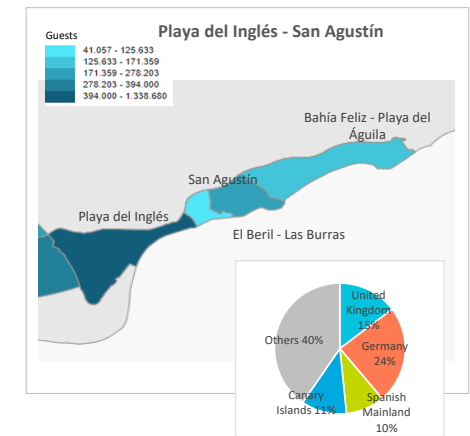 Playa del Inglés - San Agustín
Guests
41.057 - 125.633
125.633 - 171.359
171.359 - 278.203
278.203 - 394.000
394.000 - 1.338.680
Bahía Feliz - Playa del
Águila
San Agustín
Playa del Inglés
El Beril - Las Burras
United
Kingdom
15%
Others 40%
Germany
24%
Canary
Islands 11%
Spanish
Mainland
10%